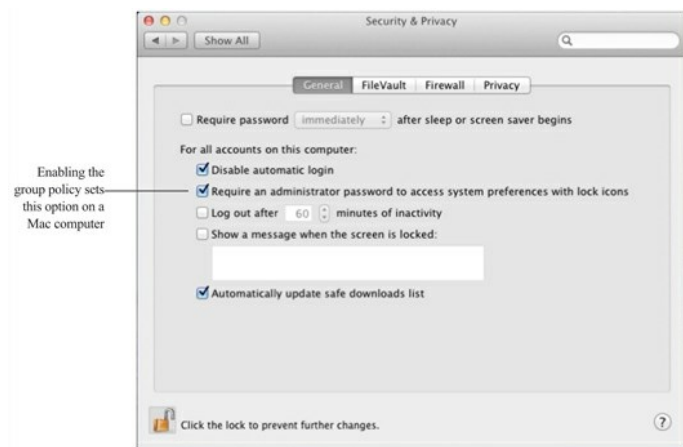 Security & Privacy
Show All
General FileVault Firewall Privacy
Require password immediately after sleep or screen saver begins
For all accounts on this computer:
Disable automatic login
Enabling the
group policy sets
this option on a
Mac computer
Require an administrator password to access system preferences with lock icons
Log out after 60 minutes of inactivity
Show a message when the screen is locked:
Automatically update safe downloads list
Click the lock to prevent further changes.
?